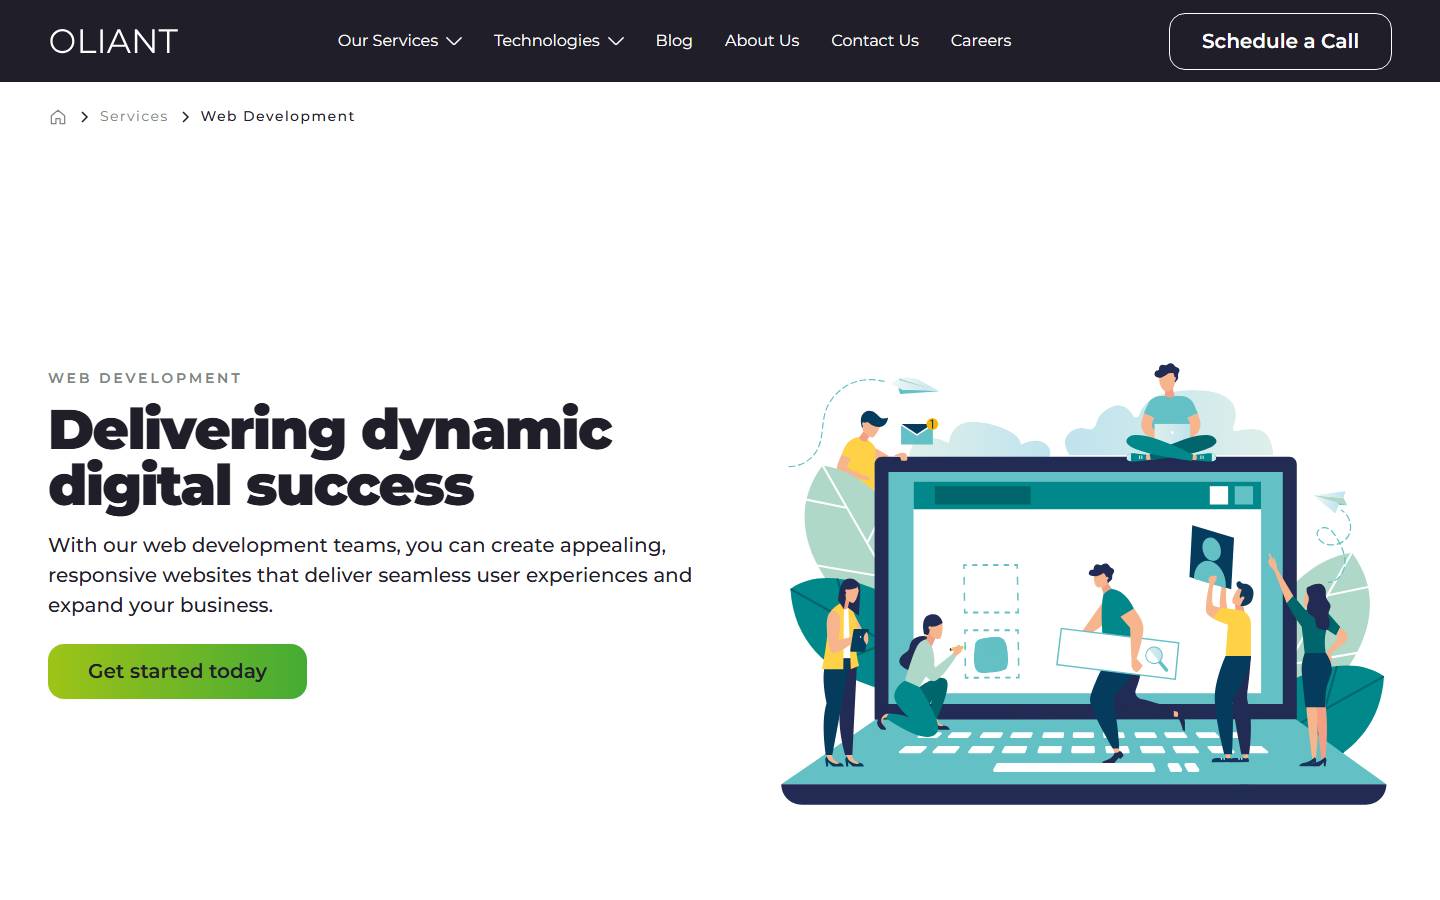 OLIANT
Our Services
Technologies
Blog
About Us
Contact Us
Careers
Schedule a Call
Services
Web Development
WEB DEVELOPMENT
Delivering dynamic
digital success
With our web development teams, you can create appealing,
responsive websites that deliver seamless user experiences and
expand your business.
Get started today
1